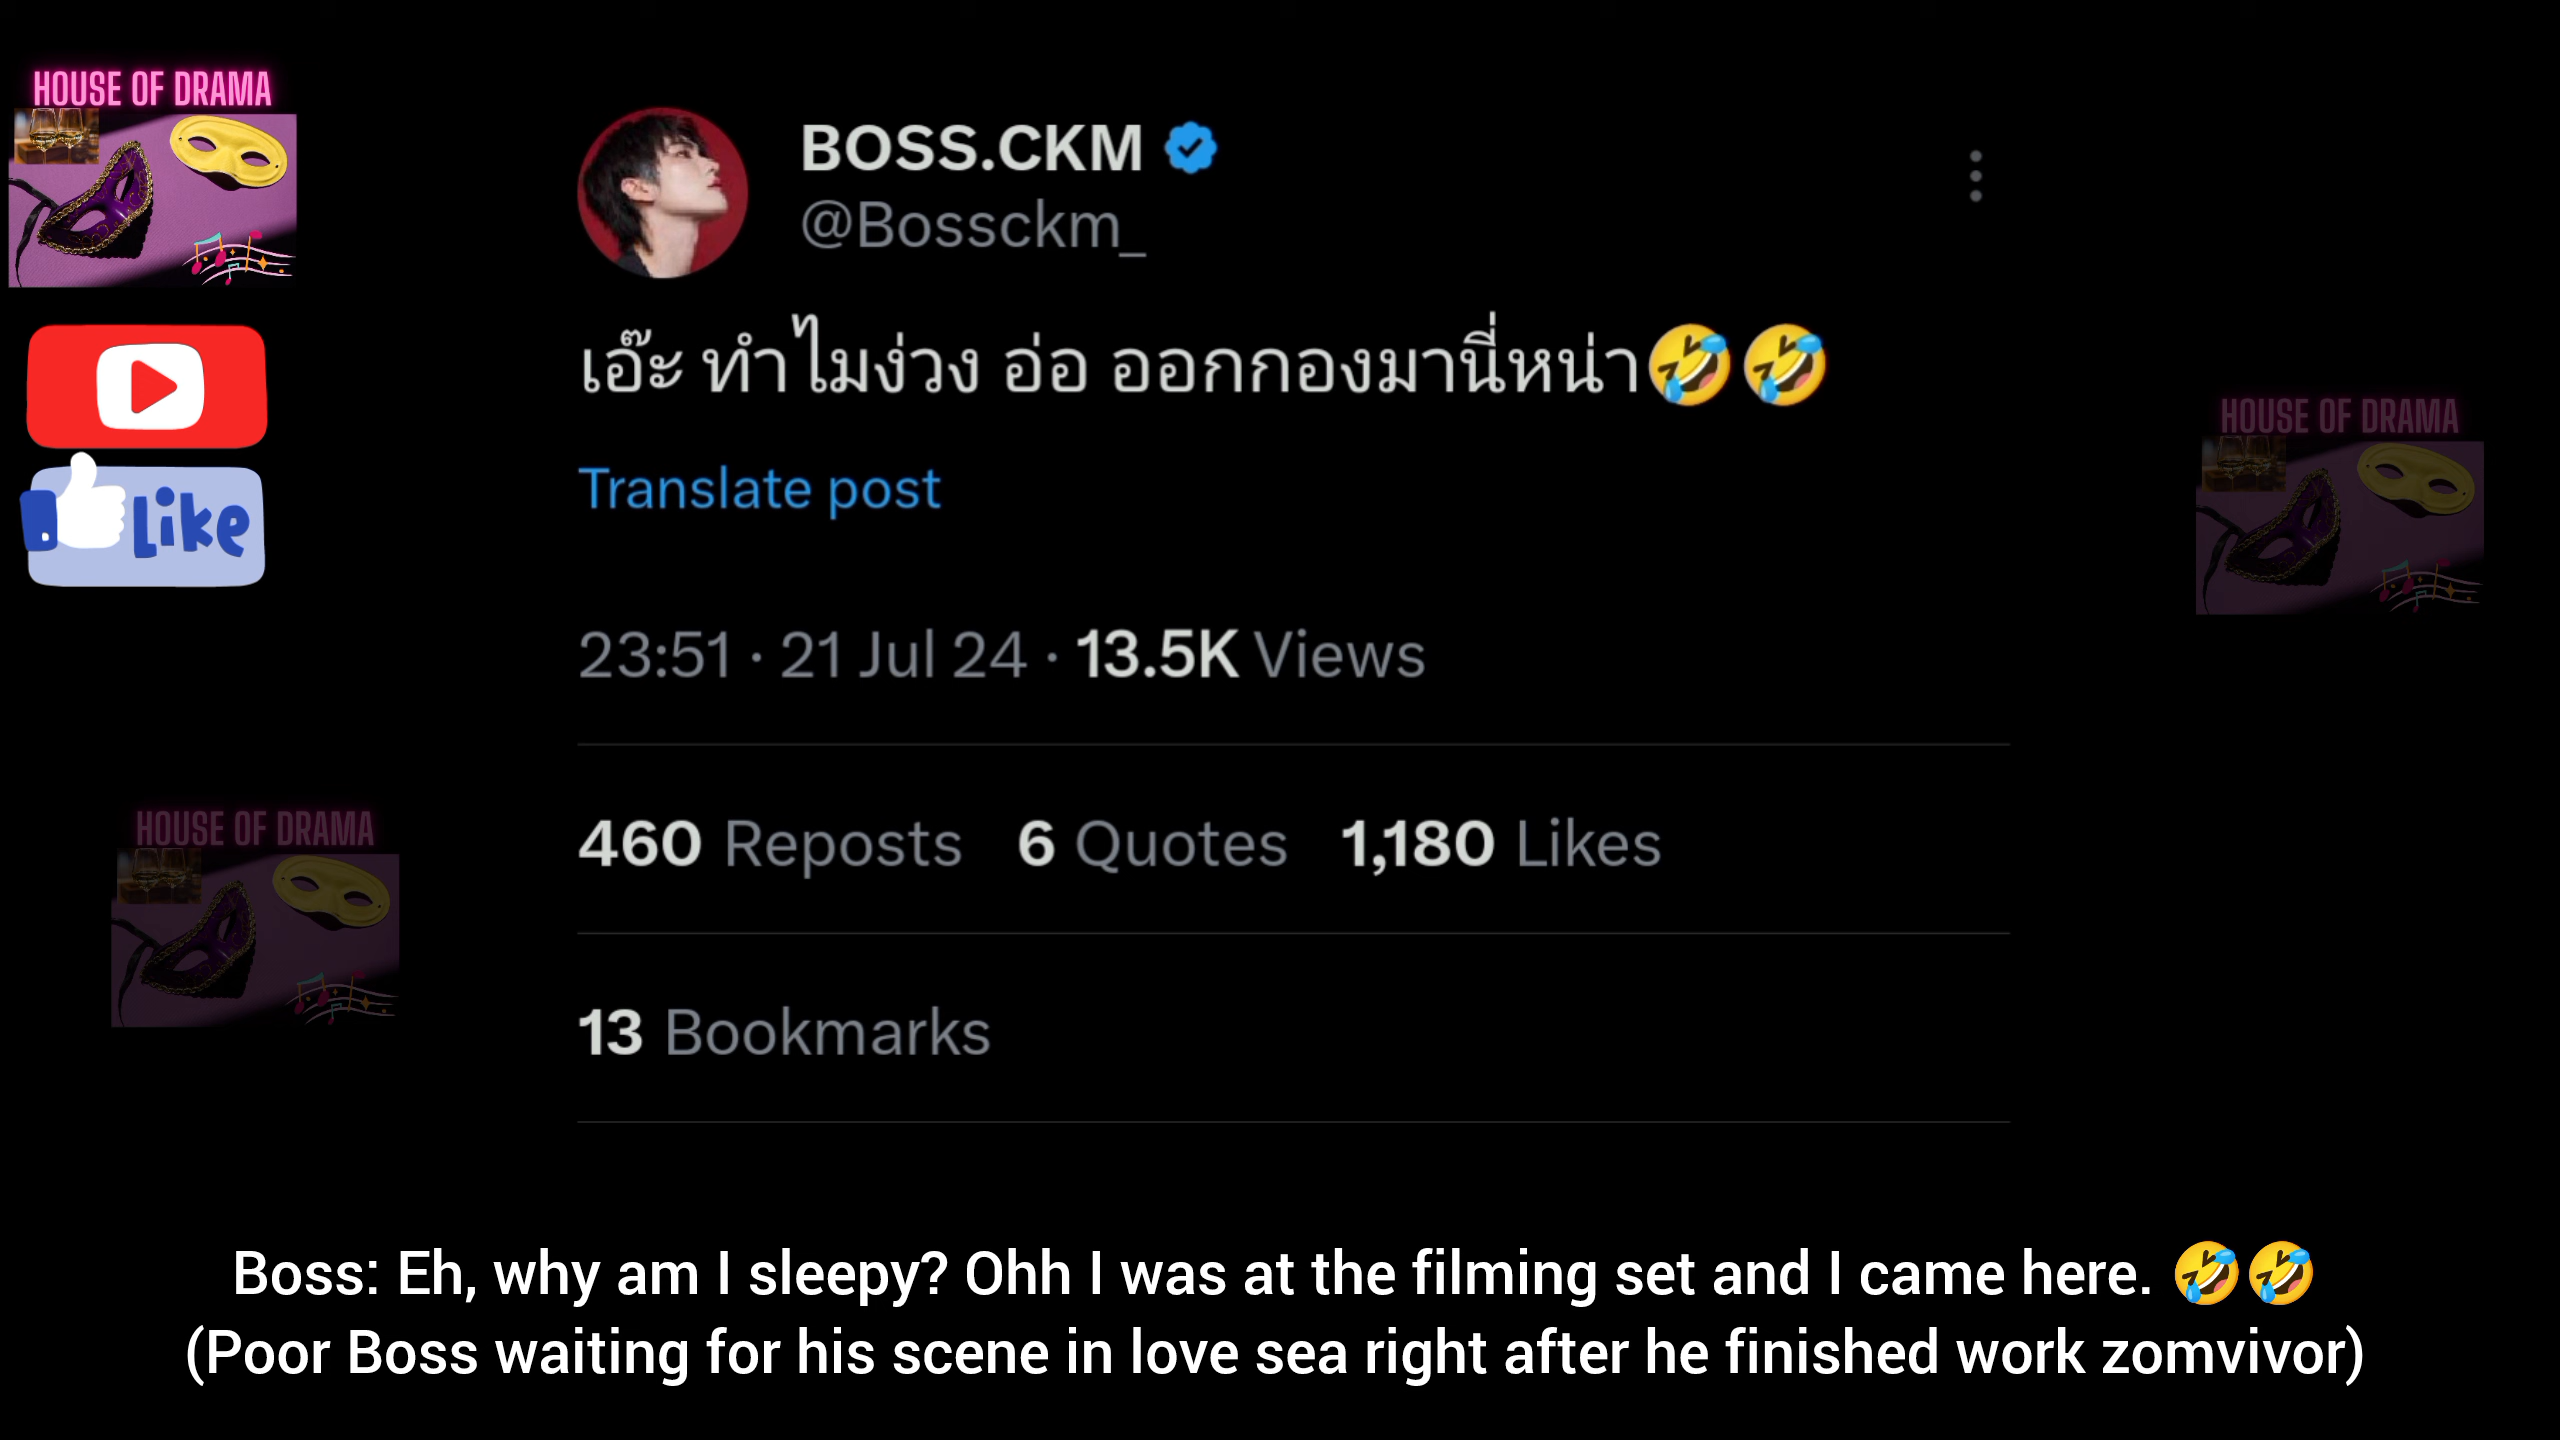 HOUSE OF DRAMA
Like
BOSS.CKM
@Bossckm_
เอ๊ะ ทำไมง่วง อ่อ ออกกองมานี่หน่า🤣🤣
Translate post
23:51 · 21 Jul 24 · 13.5K Views
HOUSE OF DRAMA
460 Reposts 6 Quotes 1,180 Likes
HOUSE OF DRAMA
13 Bookmarks
Boss: Eh, why am I sleepy? Ohh I was at the filming set and I came here. 🤣🤣
(Poor Boss waiting for his scene in love sea right after he finished work zomvivor)